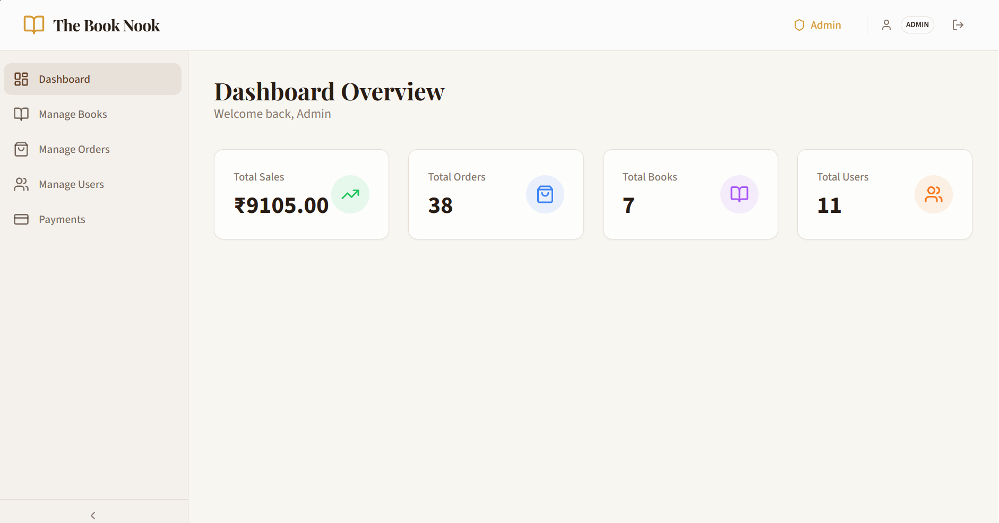 The Book Nook
Admin
ADMIN
Dashboard
Manage Books
Manage Orders
Manage Users
Payments
Dashboard Overview
Welcome back, Admin
Total Sales
₹9105.00
Total Orders
38
Total Books
7
Total Users
11